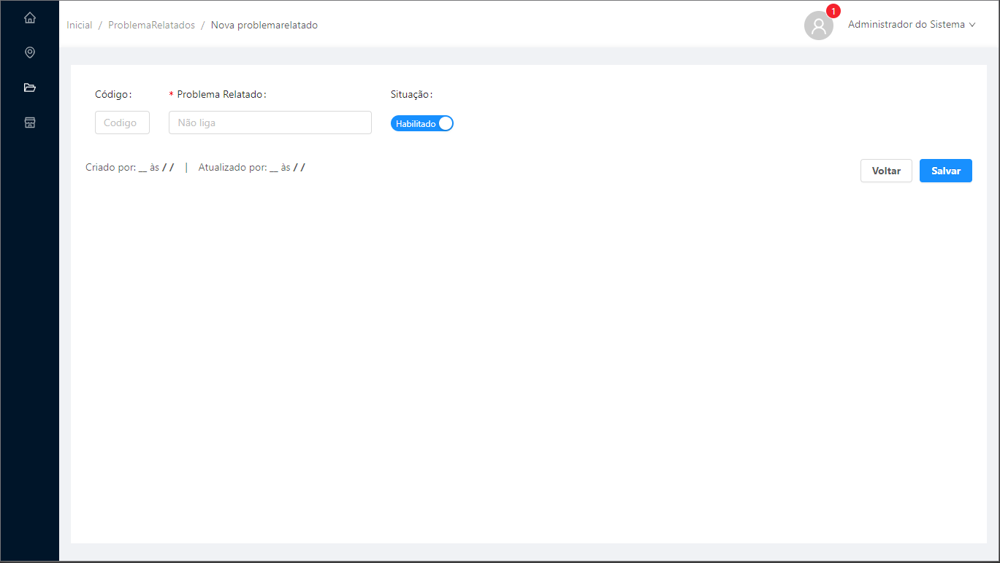 Inicial / ProblemaRelatados / Nova problemarelatado
1
Administrador do Sistema
Código:
* Problema Relatado:
Situação:
Codigo
Não liga
Habilitado
Criado por: __ às / / | Atualizado por: __ às / /
Voltar
Salvar